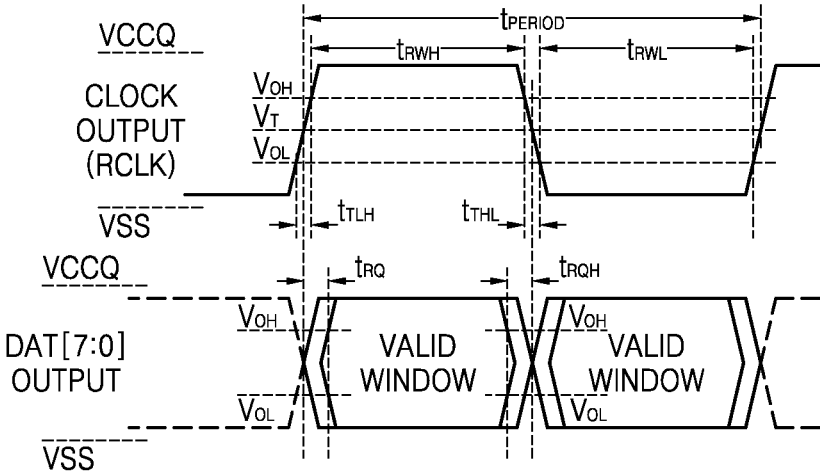 tPERIOD
VCCQ
tRWH
tRWL
CLOCK
OUTPUT
(RCLK)
VOH
VT
VOL
VSS
tTLH
tTHL
VCCQ
tRQ
tRQH
DAT[7:0]
OUTPUT
VOH
VOL
VALID
WINDOW
VOH
VOL
VALID
WINDOW
VSS